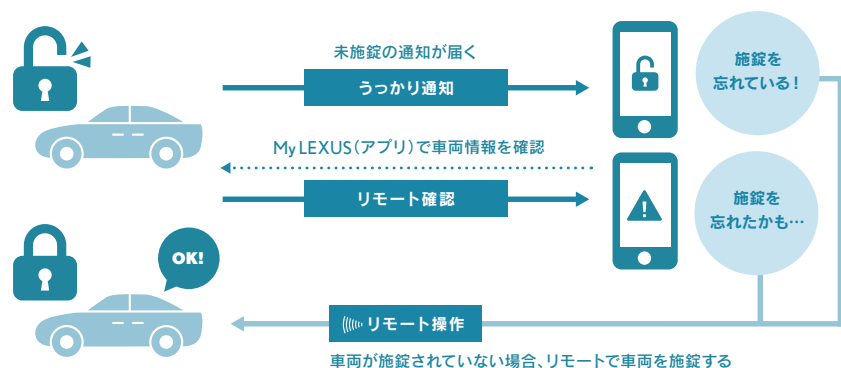 未施錠の通知が届く
うっかり通知
施錠を
忘れている!
My LEXUS(アプリ)で車両情報を確認
リモート確認
施錠を
忘れたかも…
OK!
リモート操作
車両が施錠されていない場合、リモートで車両を施錠する